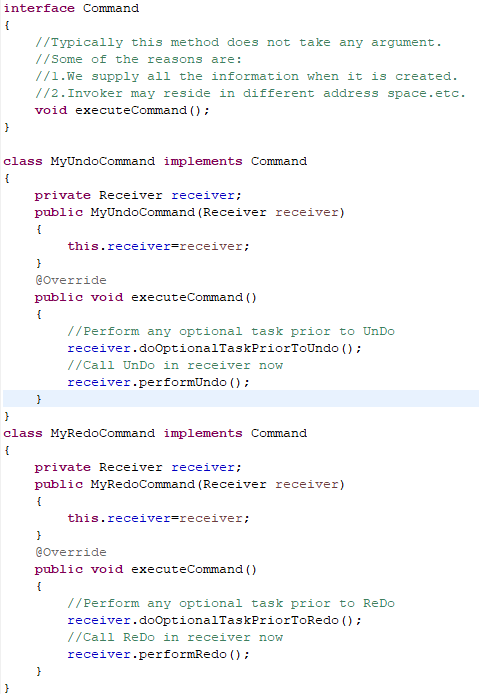 interface Command
{
    //Typically this method does not take any argument.
    //Some of the reasons are:
    //1.We supply all the information when it is created.
    //2.Invoker may reside in different address space.etc.
    void executeCommand();
}

class MyUndoCommand implements Command
{
    private Receiver receiver;
    public MyUndoCommand(Receiver receiver)
    {
        this.receiver=receiver;
    }
    @Override
    public void executeCommand()
    {
        //Perform any optional task prior to UnDo
        receiver.doOptionalTaskPriorToUndo();
        //Call UnDo in receiver now
        receiver.performUndo();
    }
}
class MyRedoCommand implements Command
{
    private Receiver receiver;
    public MyRedoCommand(Receiver receiver)
    {
        this.receiver=receiver;
    }
    @Override
    public void executeCommand()
    {
        //Perform any optional task prior to ReDo
        receiver.doOptionalTaskPriorToRedo();
        //Call ReDo in receiver now
        receiver.performRedo();
    }
}